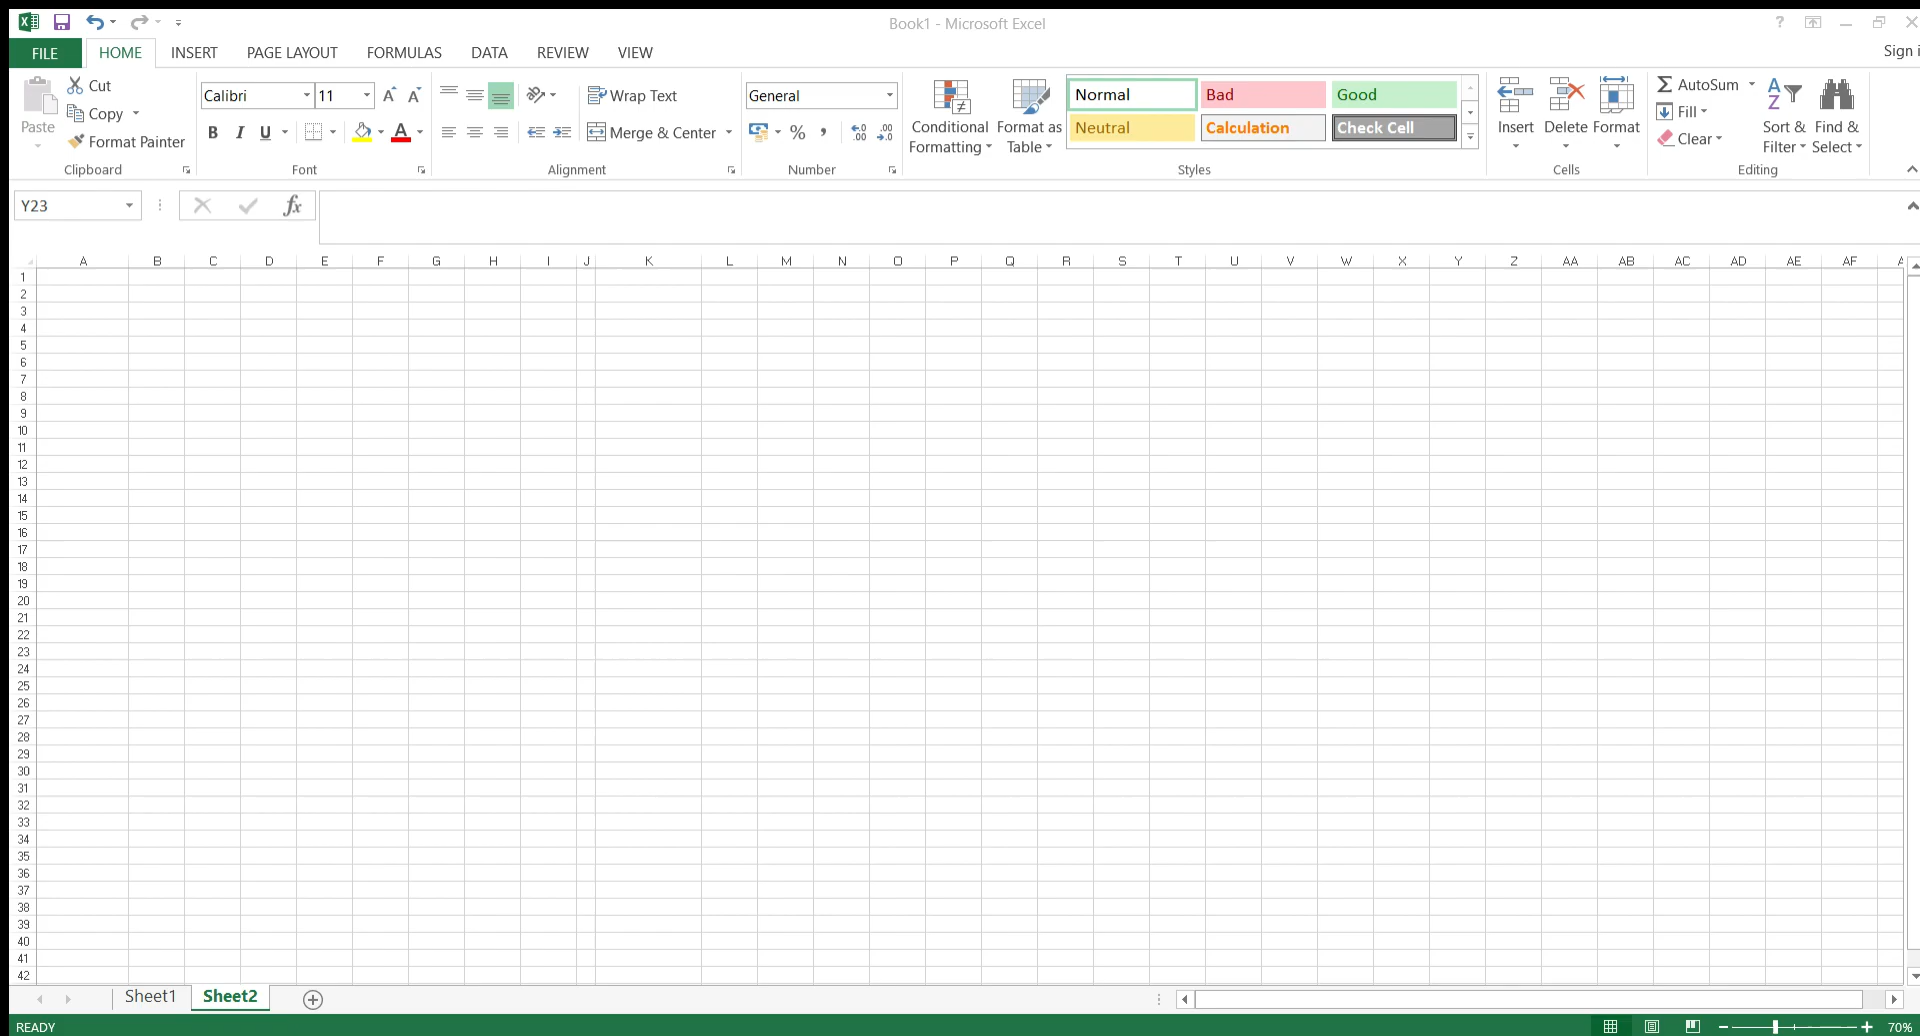 Book1 - Microsoft Excel
FILE HOME INSERT PAGE LAYOUT FORMULAS DATA REVIEW VIEW
Sign i
Paste
Cut
Copy
Format Painter
Clipboard
Calibri 11
B I U A
Font
Wrap Text
Merge & Center
Alignment
General
%
Number
Conditional
Formatting
Format as
Table
Normal Bad Good
Neutral Calculation Check Cell
Styles
Insert Delete Format
Cells
AutoSum
Fill
Clear
Sort &
Filter
Find &
Select
Editing
Y23
fx
A B C D E F G H I J K L M N O P Q R S T U V W X Y Z AA AB AC AD AE AF
1
2
3
4
5
6
7
8
9
10
11
12
13
14
15
16
17
18
19
20
21
22
23
24
25
26
27
28
29
30
31
32
33
34
35
36
37
38
39
40
41
42
Sheet1 Sheet2
READY
70%